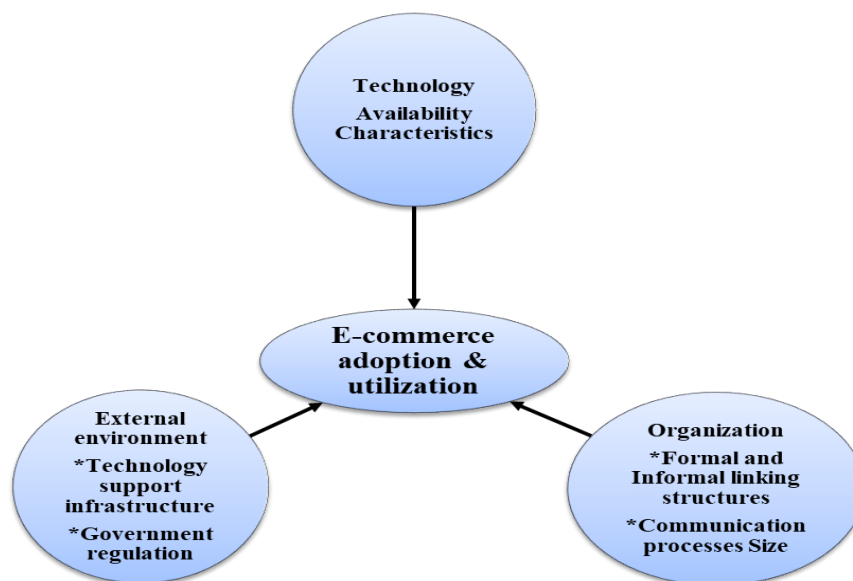 Technology
Availability
Characteristics
E-commerce
adoption & 
utilization
External
environment
*Technology
support
infrastructure
*Government
regulation
Organization
*Formal and
Informal linking
structures
*Communication
processes Size